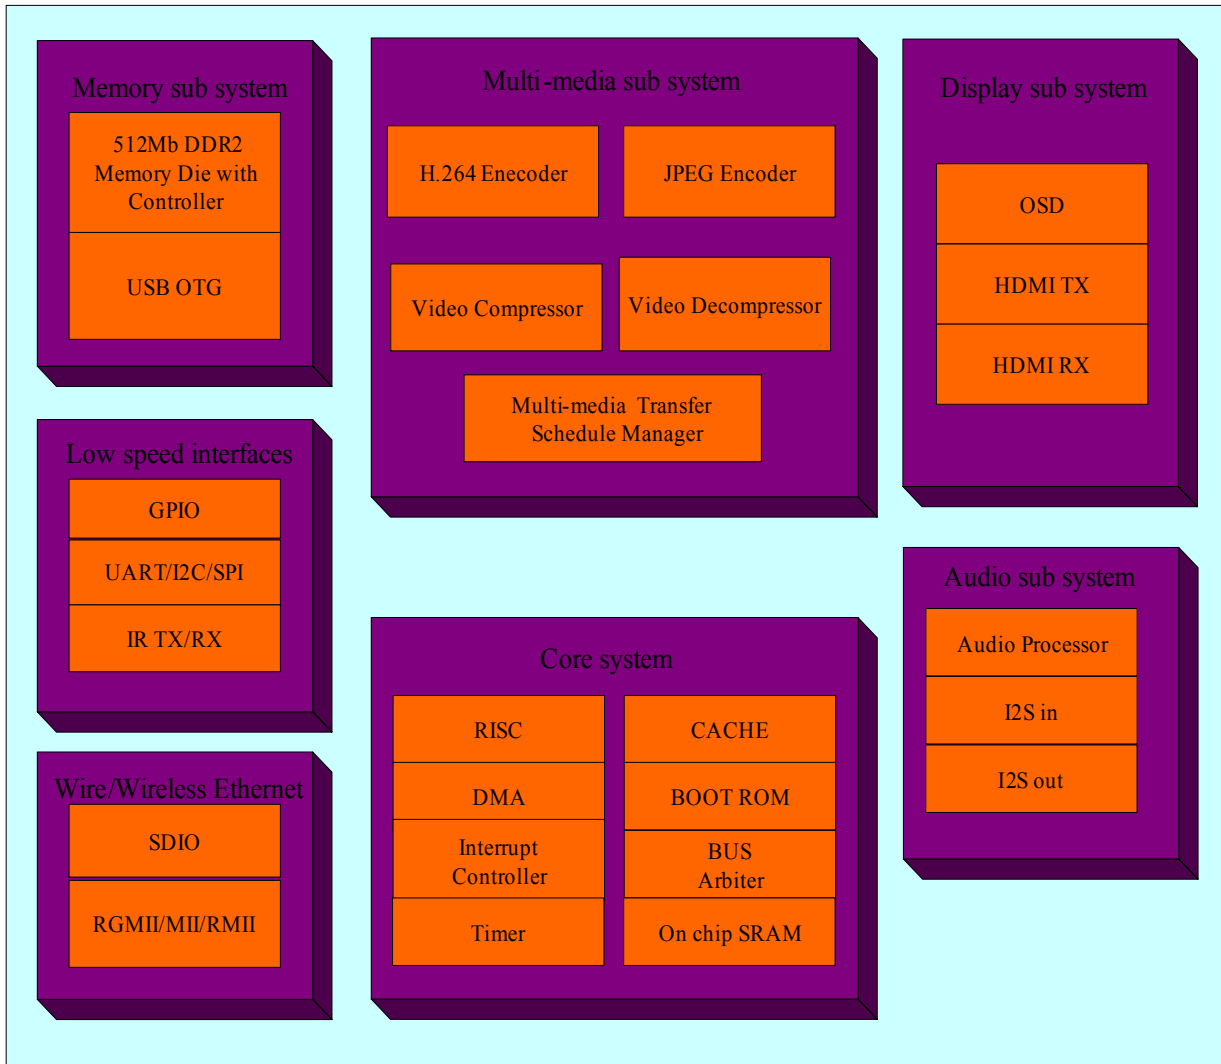 Memory sub system
512Mb DDR2
Memory Die with
Controller
USB OTG
Multi-media sub system
H.264 Enecoder
JPEG Encoder
Video Compressor
Video Decompressor
Multi-media Transfer
Schedule Manager
Display sub system
OSD
HDMI TX
HDMI RX
Low speed interfaces
GPIO
UART/I2C/SPI
IR TX/RX
Wire/Wireless Ethernet
SDIO
RGMII/MII/RMII
Core system
RISC
DMA
Interrupt
Controller
Timer
CACHE
BOOT ROM
BUS
Arbiter
On chip SRAM
Audio sub system
Audio Processor
I2S in
I2S out